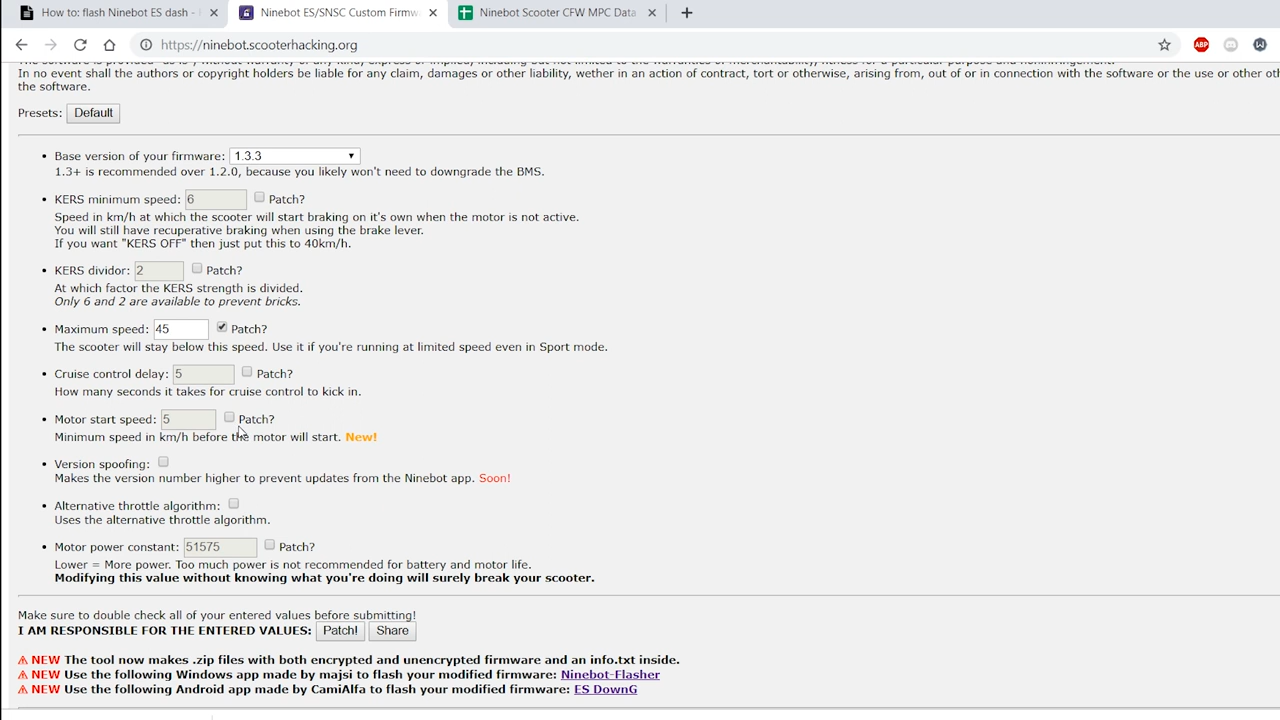 How to: flash Ninebot ES dash -
Ninebot ES/SNSC Custom Firmw
Ninebot Scooter CFW MPC Data
https://ninebot.scooterhacking.org
ABP
In no event shall the authors or copyright holders be liable for any claim, damages or other liability, wether in an action of contract, tort or otherwise, arising from, out of or in connection with the software or the use or other
the software.
Presets: Default
Base version of your firmware: 1.3.3
1.3+ is recommended over 1.2.0, because you likely won't need to downgrade the BMS.
KERS minimum speed: 6 Patch?
Speed in km/h at which the scooter will start braking on it's own when the motor is not active.
You will still have recuperative braking when using the brake lever.
If you want "KERS OFF" then just put this to 40km/h.
KERS dividor: 2 Patch?
At which factor the KERS strength is divided.
Only 6 and 2 are available to prevent bricks.
Maximum speed: 45 Patch?
The scooter will stay below this speed. Use it if you're running at limited speed even in Sport mode.
Cruise control delay: 5 Patch?
How many seconds it takes for cruise control to kick in.
Motor start speed: 5 Patch?
Minimum speed in km/h before the motor will start. New!
Version spoofing:
Makes the version number higher to prevent updates from the Ninebot app. Soon!
Alternative throttle algorithm:
Uses the alternative throttle algorithm.
Motor power constant: 51575 Patch?
Lower = More power. Too much power is not recommended for battery and motor life.
Modifying this value without knowing what you're doing will surely break your scooter.
Make sure to double check all of your entered values before submitting!
I AM RESPONSIBLE FOR THE ENTERED VALUES: Patch! Share
⚠ NEW The tool now makes .zip files with both encrypted and unencrypted firmware and an info.txt inside.
⚠ NEW Use the following Windows app made by majsi to flash your modified firmware: Ninebot-Flasher
⚠ NEW Use the following Android app made by CamiAlfa to flash your modified firmware: ES DownG